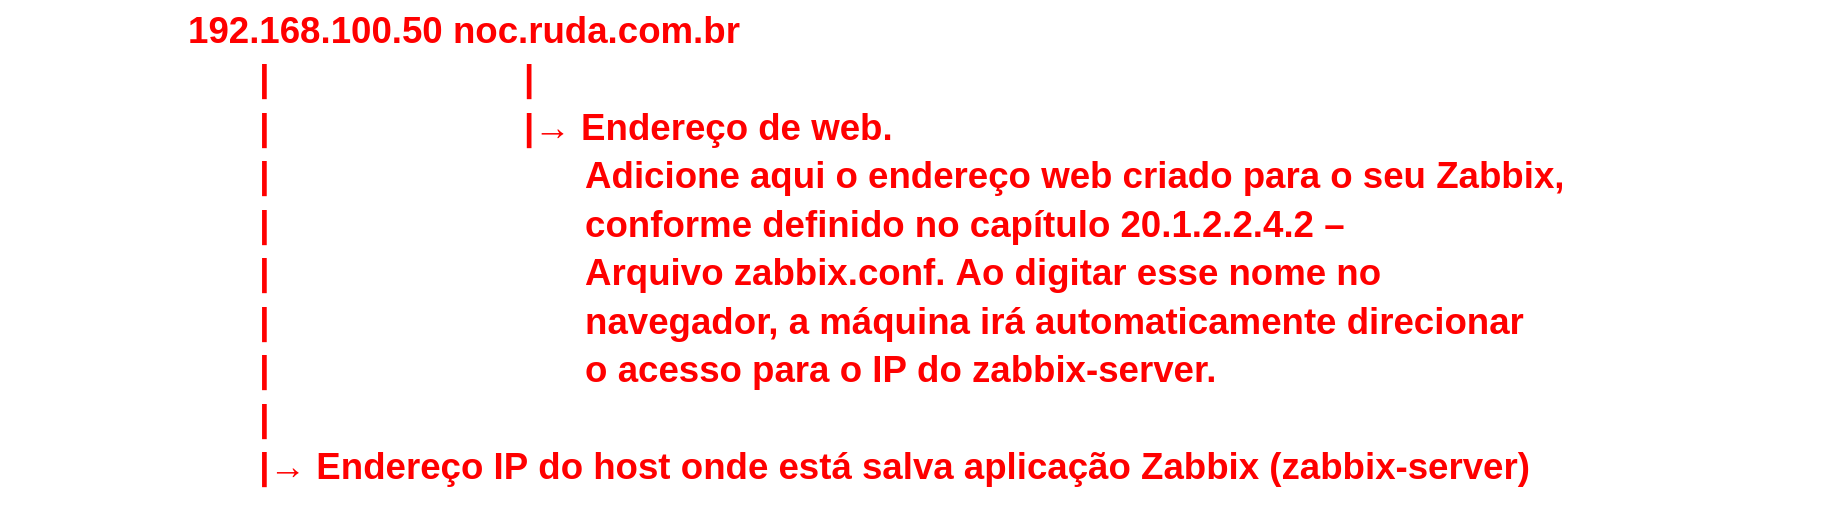 192.168.100.50 noc.ruda.com.br
| |
| |→ Endereço de web.
| Adicione aqui o endereço web criado para o seu Zabbix,
| conforme definido no capítulo 20.1.2.2.4.2 –
| Arquivo zabbix.conf. Ao digitar esse nome no
| navegador, a máquina irá automaticamente direcionar
| o acesso para o IP do zabbix-server.
|
|→ Endereço IP do host onde está salva aplicação Zabbix (zabbix-server)